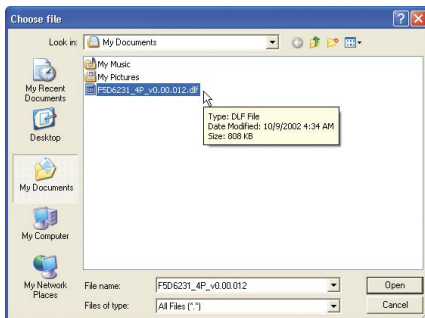 Choose file
Look in:
My Documents
My Recent Documents
Desktop
My Documents
My Computer
My Network Places
My Music
My Pictures
F5D6231_4P_v0.00.012.dlf
Type: DLF File
Date Modified: 10/9/2002 4:34 AM
Size: 808 KB
File name:
F5D6231_4P_v0.00.012
Open
Files of type:
All Files (*.*)
Cancel